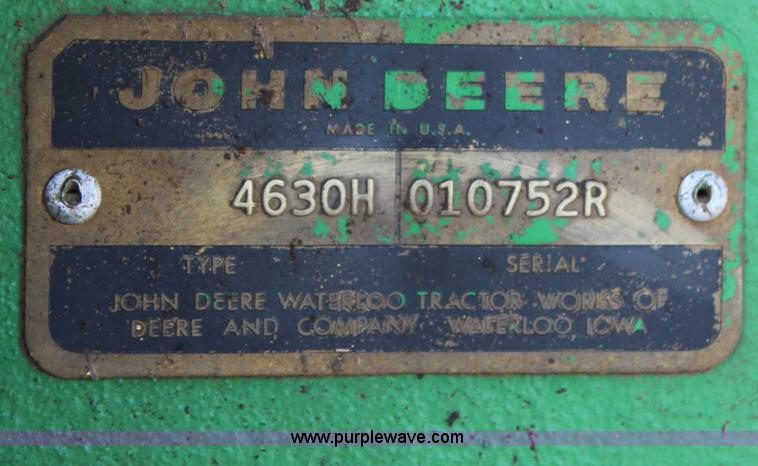 JOHN DEERE
MADE IN U.S.A.
4630H 010752R
TYPE SERIAL
JOHN DEERE WATERLOO TRACTOR WORKS OF
DEERE AND COMPANY WATERLOO, IOWA
www.purplewave.com